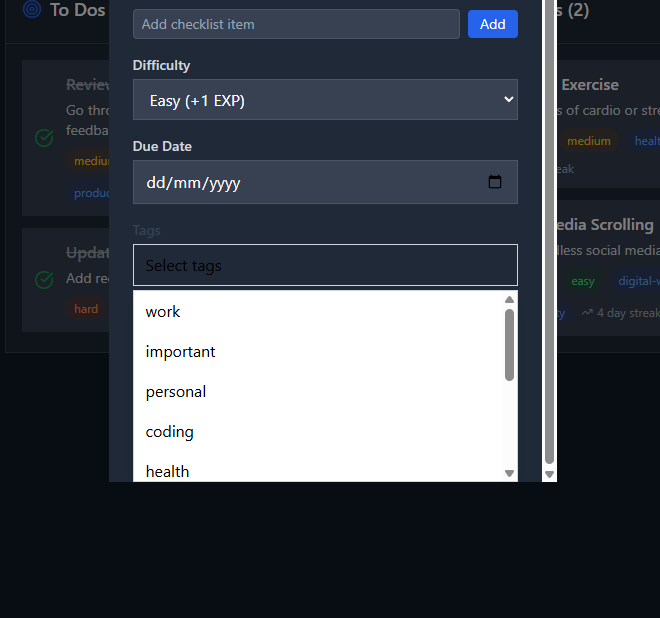 To Dos
s (2)
Add checklist item
Add
Difficulty
Easy (+1 EXP)
Due Date
dd/mm/yyyy
Tags
Select tags
work
important
personal
coding
health
Review
Go thro
feedba
mediu
produc
Updat
Add re
hard
Exercise
s of cardio or stre
medium
healt
eak
edia Scrolling
dless social media
easy
digital-w
ty
4 day streak